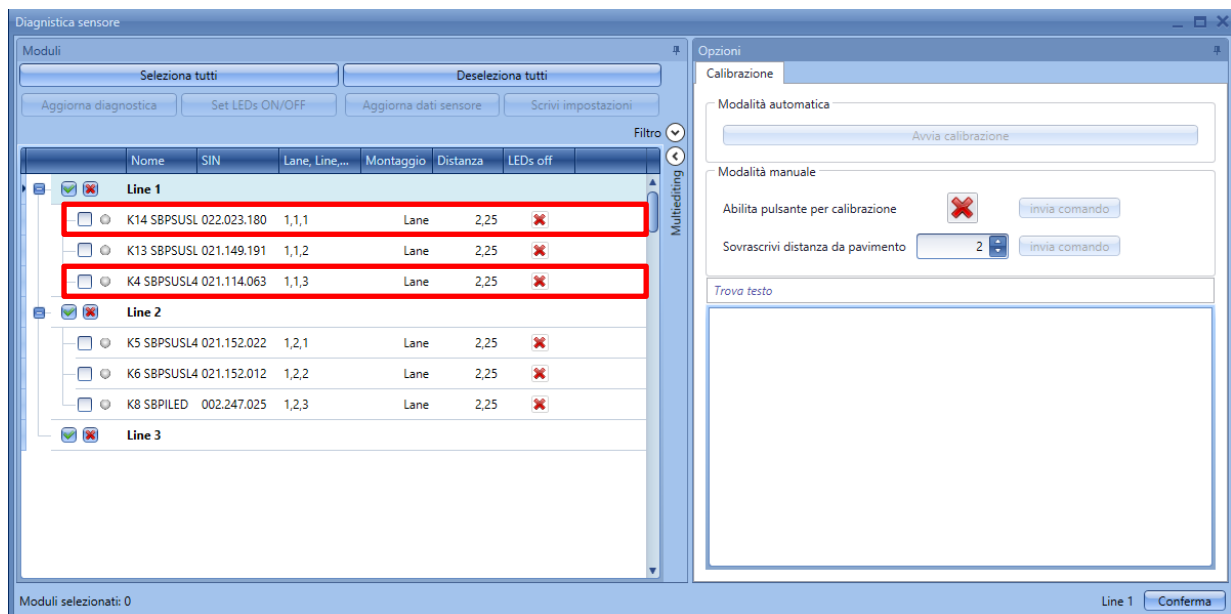 Diagnistica sensore
Moduli
Seleziona tutti Deseleziona tutti
Aggiorna diagnostica Set LEDs ON/OFF Aggiorna dati sensore Scrivi impostazioni
Filtro
Nome SIN Lane, Line,... Montaggio Distanza LEDs off
Line 1
K14 SBPSUSL 022.023.180 1,1,1 Lane 2,25
K13 SBPSUSL 021.149.191 1,1,2 Lane 2,25
K4 SBPSUSL4 021.114.063 1,1,3 Lane 2,25
Line 2
K5 SBPSUSL4 021.152.022 1,2,1 Lane 2,25
K6 SBPSUSL4 021.152.012 1,2,2 Lane 2,25
K8 SBPILED 002.247.025 1,2,3 Lane 2,25
Line 3
Multiediting
Opzioni
Calibrazione
Modalità automatica
Avvia calibrazione
Modalità manuale
Abilita pulsante per calibrazione invia comando
Sovrascrivi distanza da pavimento 2 invia comando
Trova testo
Moduli selezionati: 0
Line 1 Conferma